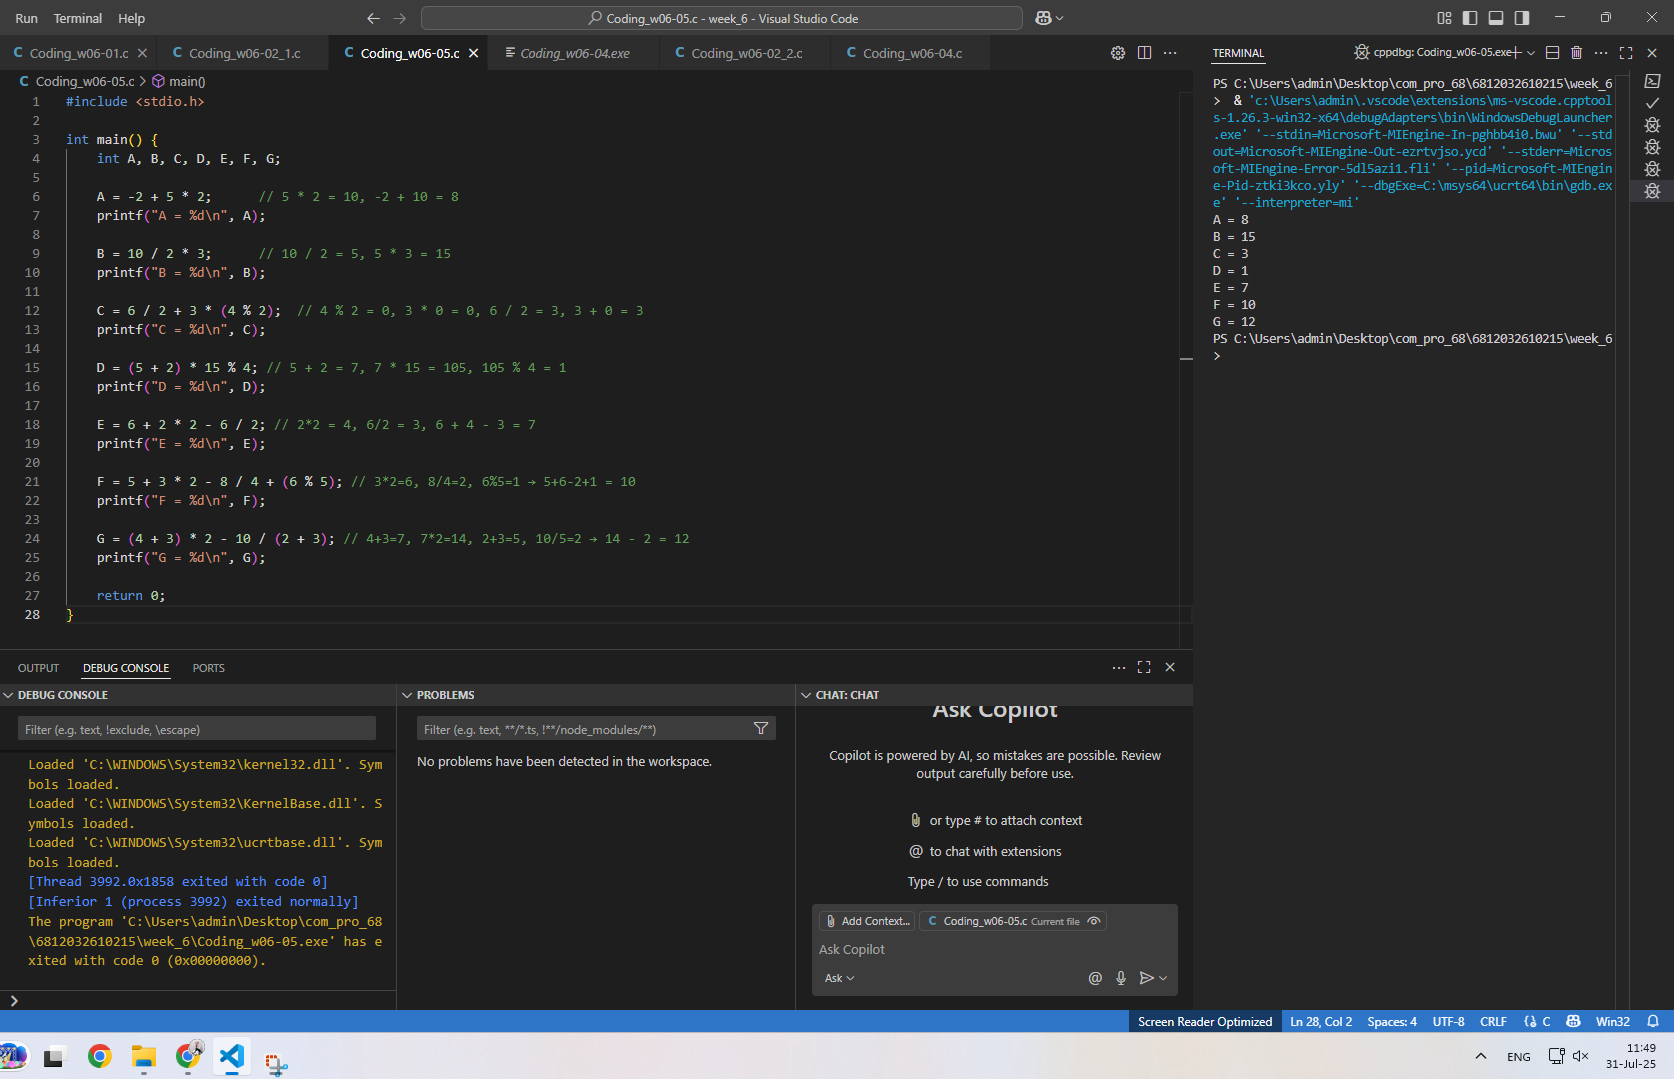 Run Terminal Help
Coding_w06-05.c - week_6 - Visual Studio Code
Coding_w06-01.c
Coding_w06-02_1.c
Coding_w06-05.c
Coding_w06-04.exe
Coding_w06-02_2.c
Coding_w06-04.c
C Coding_w06-05.c > main()
1 #include <stdio.h>
2
3 int main() {
4 int A, B, C, D, E, F, G;
5
6 A = -2 + 5 * 2; // 5 * 2 = 10, -2 + 10 = 8
7 printf("A = %d\n", A);
8
9 B = 10 / 2 * 3; // 10 / 2 = 5, 5 * 3 = 15
10 printf("B = %d\n", B);
11
12 C = 6 / 2 + 3 * (4 % 2); // 4 % 2 = 0, 3 * 0 = 0, 6 / 2 = 3, 3 + 0 = 3
13 printf("C = %d\n", C);
14
15 D = (5 + 2) * 15 % 4; // 5 + 2 = 7, 7 * 15 = 105, 105 % 4 = 1
16 printf("D = %d\n", D);
17
18 E = 6 + 2 * 2 - 6 / 2; // 2*2 = 4, 6/2 = 3, 6 + 4 - 3 = 7
19 printf("E = %d\n", E);
20
21 F = 5 + 3 * 2 - 8 / 4 + (6 % 5); // 3*2=6, 8/4=2, 6%5=1 → 5+6-2+1 = 10
22 printf("F = %d\n", F);
23
24 G = (4 + 3) * 2 - 10 / (2 + 3); // 4+3=7, 7*2=14, 2+3=5, 10/5=2 → 14 - 2 = 12
25 printf("G = %d\n", G);
26
27 return 0;
28 }
TERMINAL
cppdbg: Coding_w06-05.exe
PS C:\Users\admin\Desktop\com_pro_68\6812032610215\week_6
> & 'c:\Users\admin\.vscode\extensions\ms-vscode.cpptool
s-1.26.3-win32-x64\debugAdapters\bin\WindowsDebugLauncher
.exe' '--stdin=Microsoft-MIEngine-In-pghbb4i0.bwu' '--std
out=Microsoft-MIEngine-Out-ezrtvjso.ycd' '--stderr=Micros
oft-MIEngine-Error-5dl5azi1.fli' '--pid=Microsoft-MIEngin
e-Pid-ztki3kco.yly' '--dbgExe=C:\msys64\ucrt64\bin\gdb.ex
e' '--interpreter=mi'
A = 8
B = 15
C = 3
D = 1
E = 7
F = 10
G = 12
PS C:\Users\admin\Desktop\com_pro_68\6812032610215\week_6
>
OUTPUT DEBUG CONSOLE PORTS
DEBUG CONSOLE
Filter (e.g. text, !exclude, \escape)
Loaded 'C:\WINDOWS\System32\kernel32.dll'. Sym
bols loaded.
Loaded 'C:\WINDOWS\System32\KernelBase.dll'. S
ymbols loaded.
Loaded 'C:\WINDOWS\System32\ucrtbase.dll'. Sym
bols loaded.
[Thread 3992.0x1858 exited with code 0]
[Inferior 1 (process 3992) exited normally]
The program 'C:\Users\admin\Desktop\com_pro_68
\6812032610215\week_6\Coding_w06-05.exe' has e
xited with code 0 (0x00000000).
>
PROBLEMS
Filter (e.g. text, **/*.ts, !**/node_modules/**)
No problems have been detected in the workspace.
CHAT: CHAT
Ask Copilot
Copilot is powered by AI, so mistakes are possible. Review
output carefully before use.
or type # to attach context
@ to chat with extensions
Type / to use commands
Add Context...
C Coding_w06-05.c Current file
Ask Copilot
Ask
Screen Reader Optimized Ln 28, Col 2 Spaces: 4 UTF-8 CRLF {} C Win32
ENG
11:49
31-Jul-25